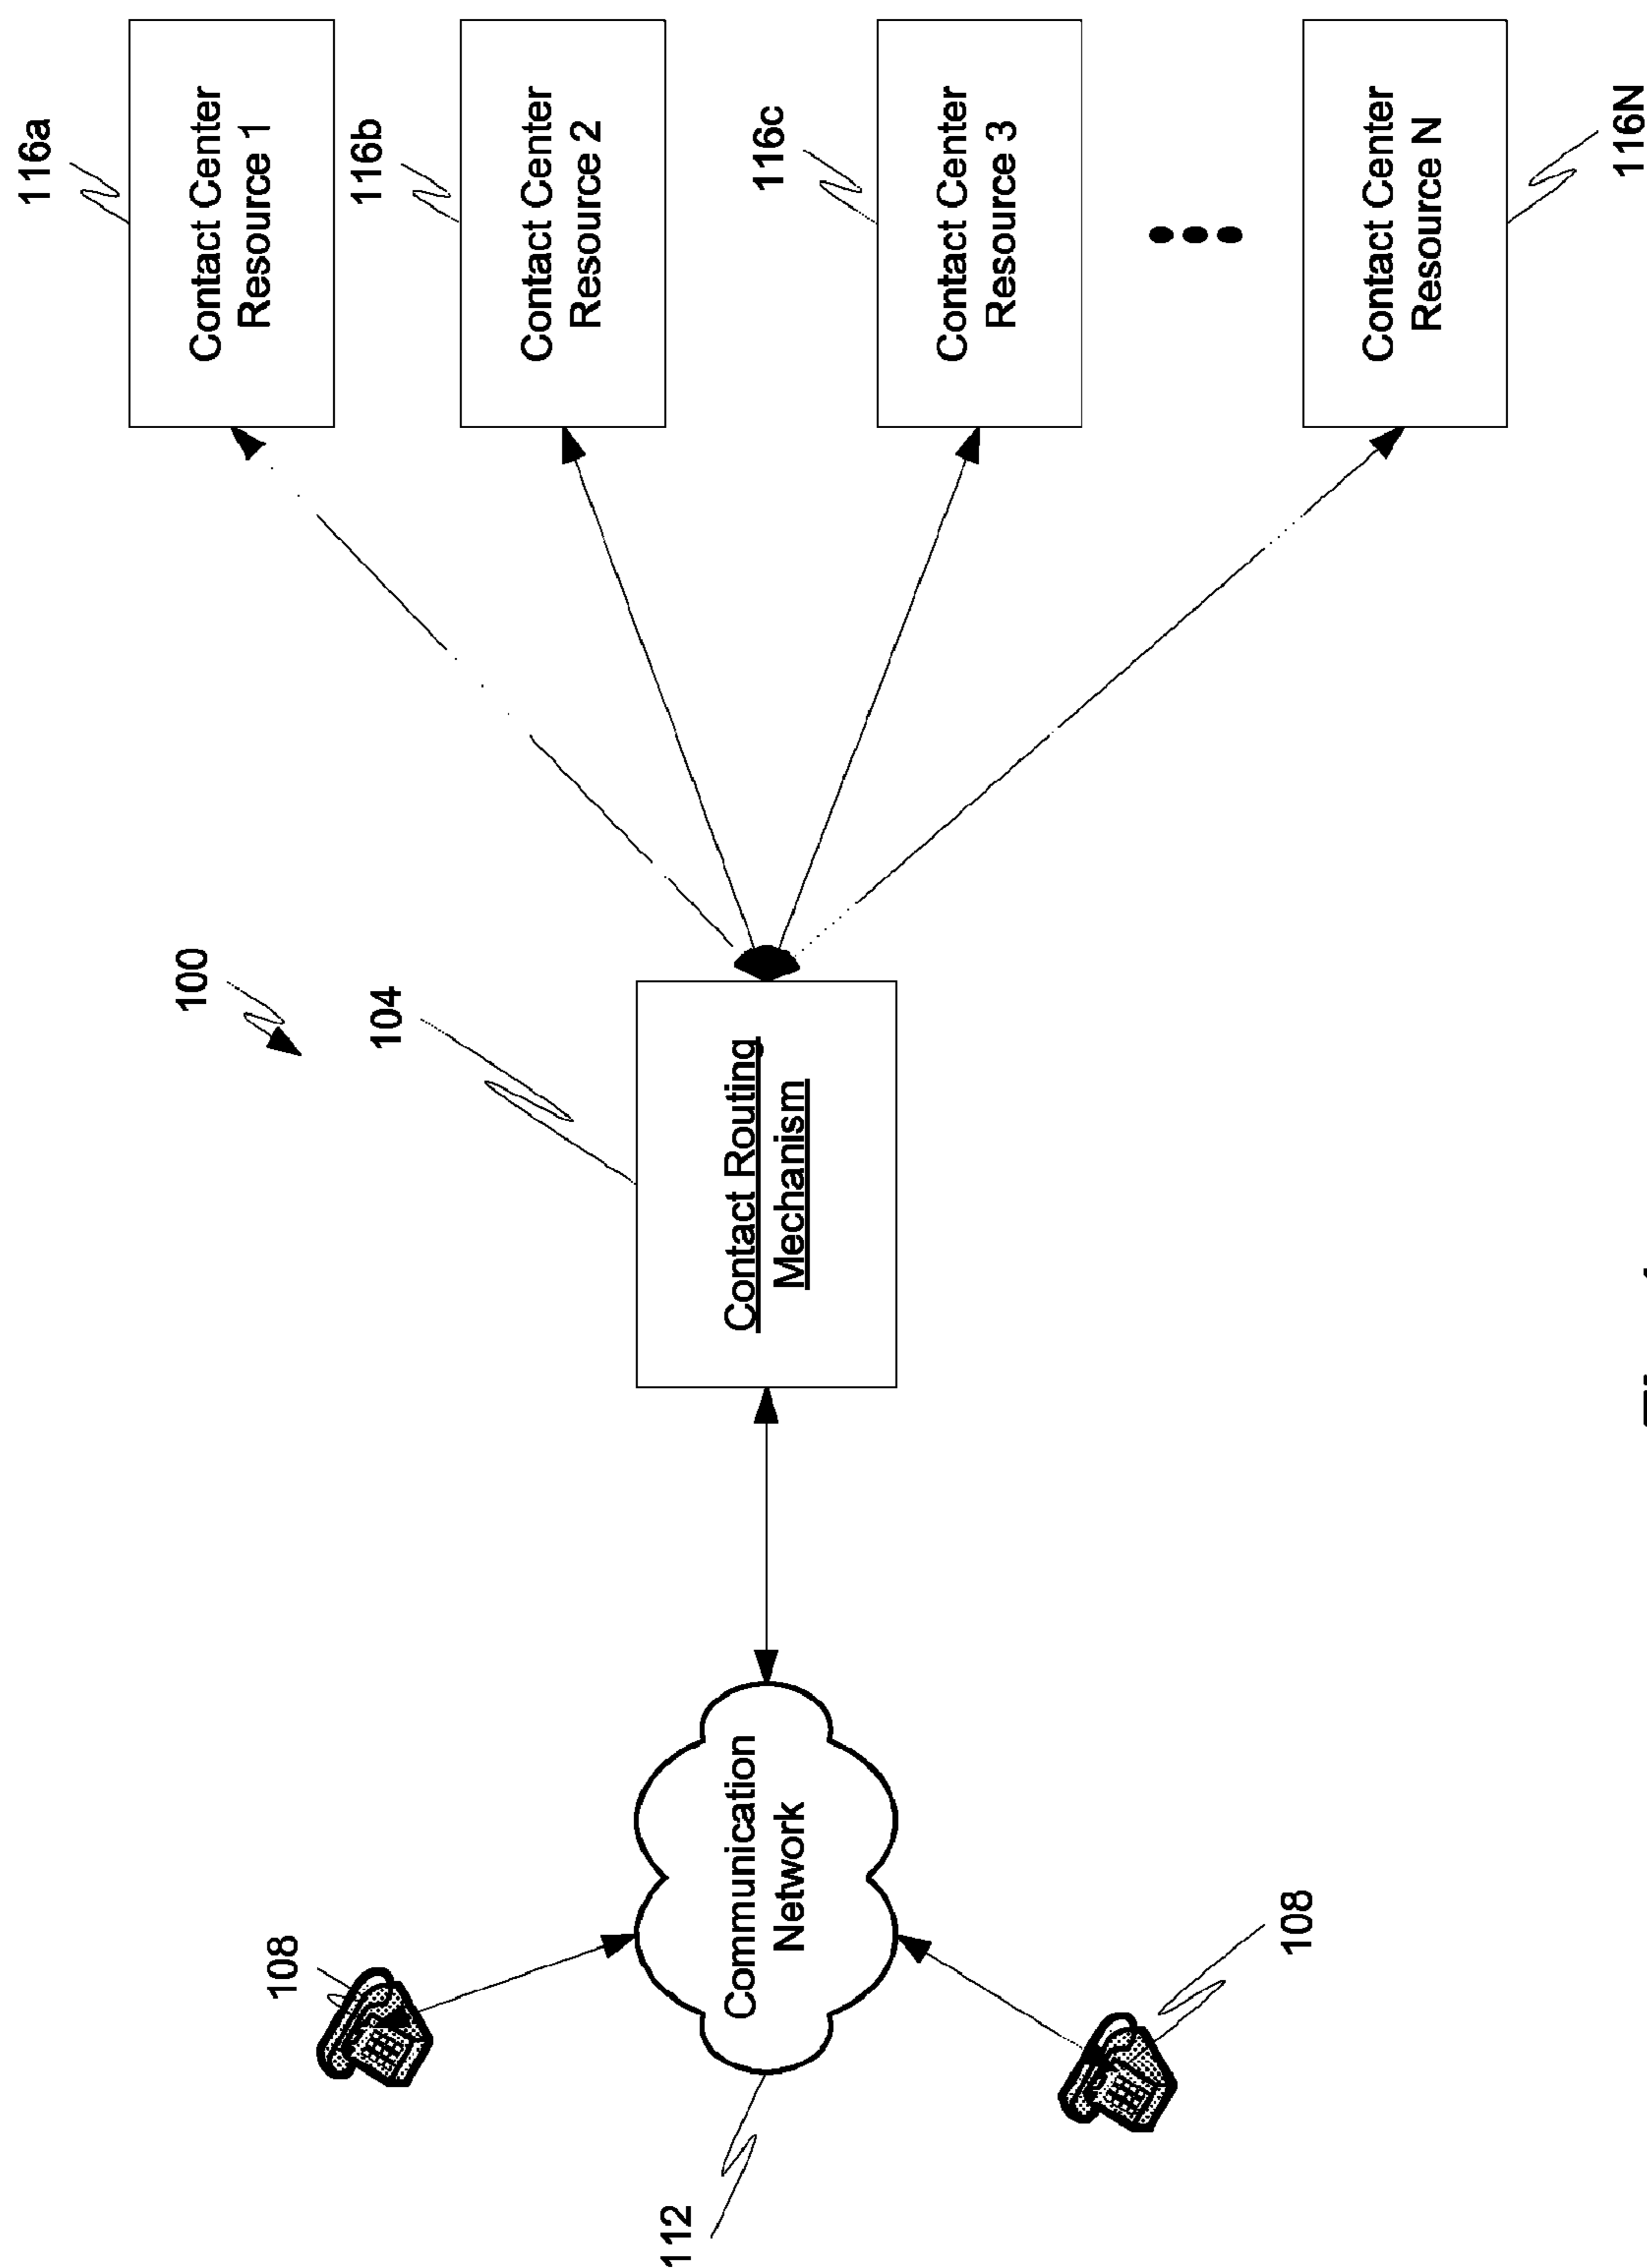 100
116a
Contact Center
Resource 1
108
104
116b
Contact Center
Resource 2
112
Communication
Network
Contact Routing
Mechanism
116c
Contact Center
Resource 3
108
Contact Center
Resource N
116N